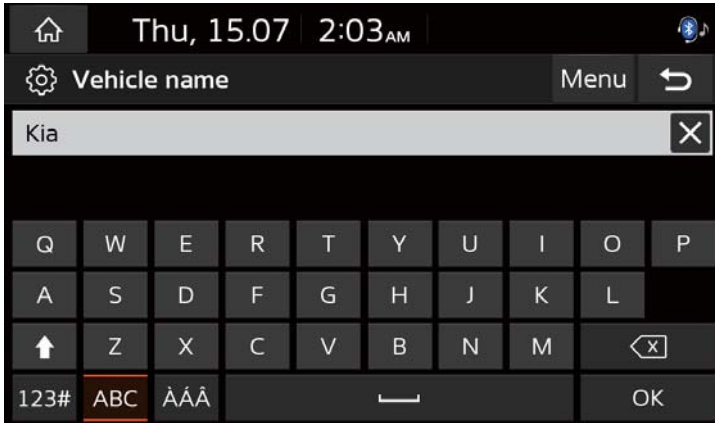 Thu, 15.07 2:03AM
Vehicle name Menu
Kia
Q W E R T Y U I O P
A S D F G H J K L
Z X C V B N M
123# ABC ÀÁÂ OK